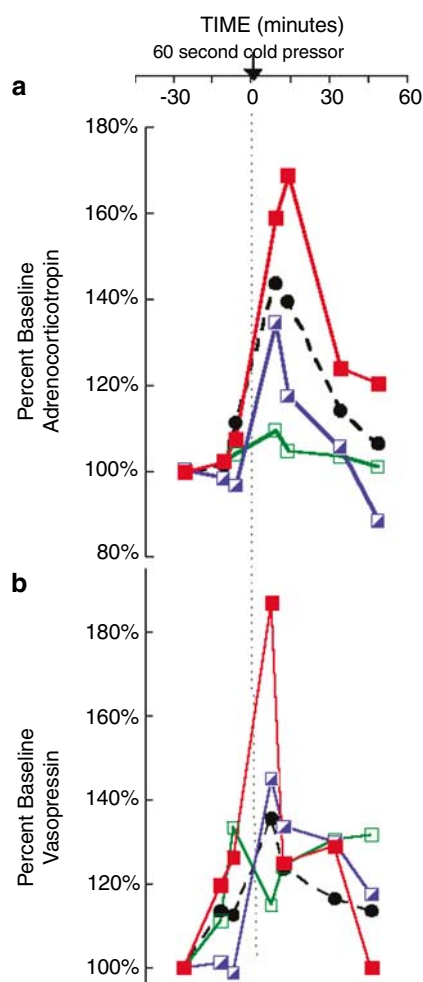 TIME (minutes)
60 second cold pressor
-30 0 30 60
a
180%
160%
140%
120%
100%
80%
Percent Baseline
Adrenocorticotropin
b
180%
160%
140%
120%
100%
Percent Baseline
Vasopressin